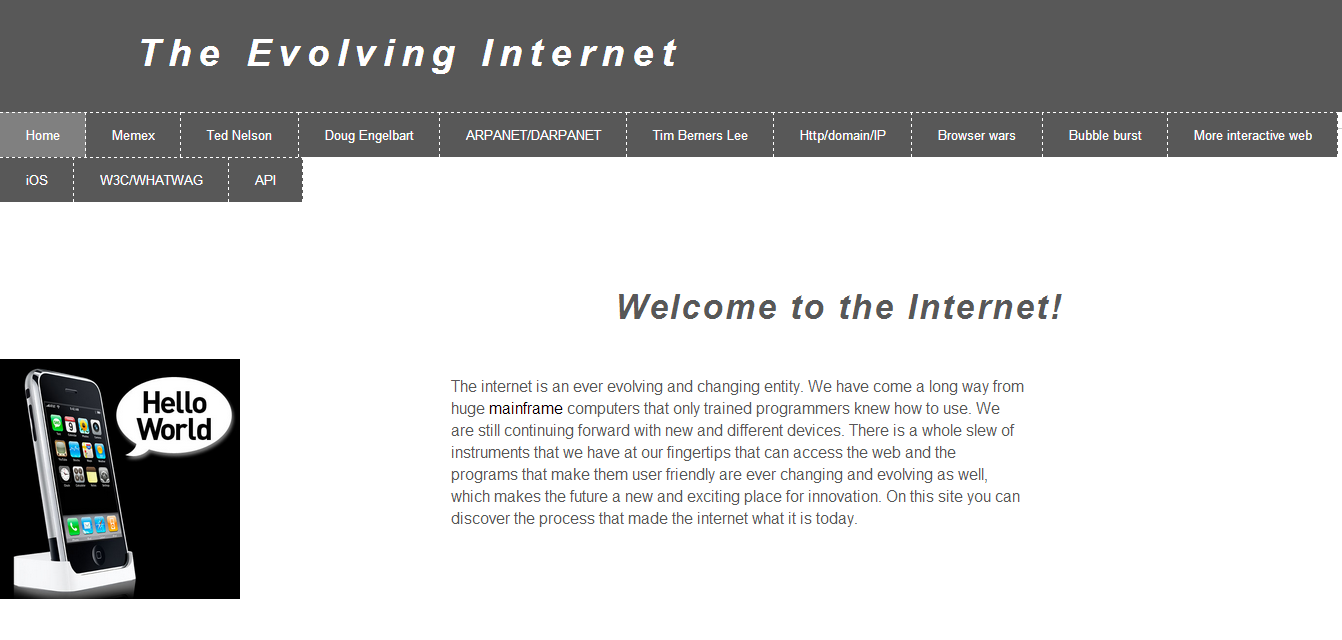 The Evolving Internet
Home Memex Ted Nelson Doug Engelbart ARPANET/DARPANET Tim Berners Lee Http/domain/IP Browser wars Bubble burst More interactive web
iOS W3C/WHATWAG API
Welcome to the Internet!
Hello
World
The internet is an ever evolving and changing entity. We have come a long way from
huge mainframe computers that only trained programmers knew how to use. We
are still continuing forward with new and different devices. There is a whole slew of
instruments that we have at our fingertips that can access the web and the
programs that make them user friendly are ever changing and evolving as well,
which makes the future a new and exciting place for innovation. On this site you can
discover the process that made the internet what it is today.